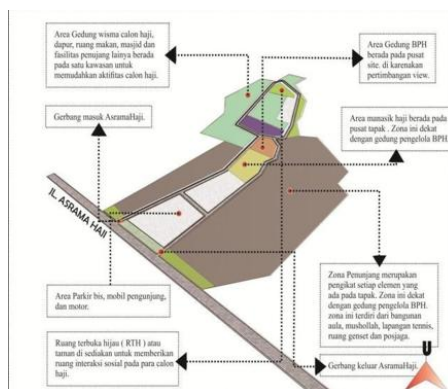 Area Gedung wisma calon haji,
dapur, ruang makan, masjid dan
fasilitas penujang lainya berada
pada satu kawasan untuk
memudahkan aktifitas calon haji.
Area Gedung BPH
berada pada pusat
site. di karenakan
pertimbangan view.
Gerbang masuk AsramaHaji.
Area manasik haji berada pada
pusat tapak . Zona ini dekat
dengan gedung pengelola BPH.
JL. ASRAMA HAJI
Zona Penunjang merupakan
pengikat setiap elemen yang
ada pada tapak. Zona ini dekat
dengan gedung pengelola BPH.
zona ini terdiri dari bangunan
aula, mushollah, lapangan tennis,
ruang genset dan posjaga.
Area Parkir bis, mobil pengunjung,
dan motor.
Ruang terbuka hijau ( RTH ) atau
taman di sediakan untuk memberikan
ruang interaksi sosial pada para calon
haji.
Gerbang keluar AsramaHaji.
U